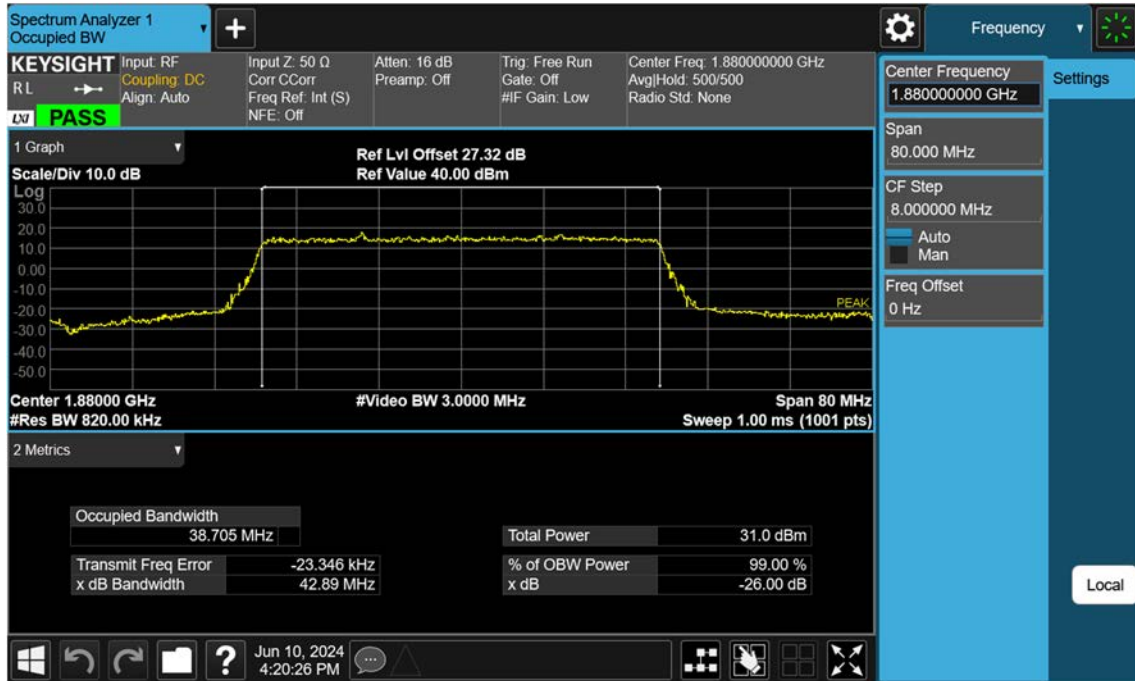 Spectrum Analyzer 1
Occupied BW
Frequency
KEYSIGHT
R L
LXI PASS
Input: RF
Coupling: DC
Align: Auto
Input Z: 50 Ω
Corr CCorr
Freq Ref: Int (S)
NFE: Off
Atten: 16 dB
Preamp: Off
Trig: Free Run
Gate: Off
#IF Gain: Low
Center Freq: 1.880000000 GHz
Avg|Hold: 500/500
Radio Std: None
Center Frequency
1.880000000 GHz
Settings
Span
80.000 MHz
CF Step
8.000000 MHz
Auto
Man
Freq Offset
0 Hz
Local
1 Graph
Scale/Div 10.0 dB
Ref Lvl Offset 27.32 dB
Ref Value 40.00 dBm
Log
30.0
20.0
10.0
0.00
-10.0
-20.0
-30.0
-40.0
-50.0
PEAK
Center 1.88000 GHz
#Video BW 3.0000 MHz
Span 80 MHz
#Res BW 820.00 kHz
Sweep 1.00 ms (1001 pts)
2 Metrics
Occupied Bandwidth
38.705 MHz
Total Power 31.0 dBm
Transmit Freq Error -23.346 kHz
% of OBW Power 99.00 %
x dB Bandwidth 42.89 MHz
x dB -26.00 dB
?
Jun 10, 2024
4:20:26 PM